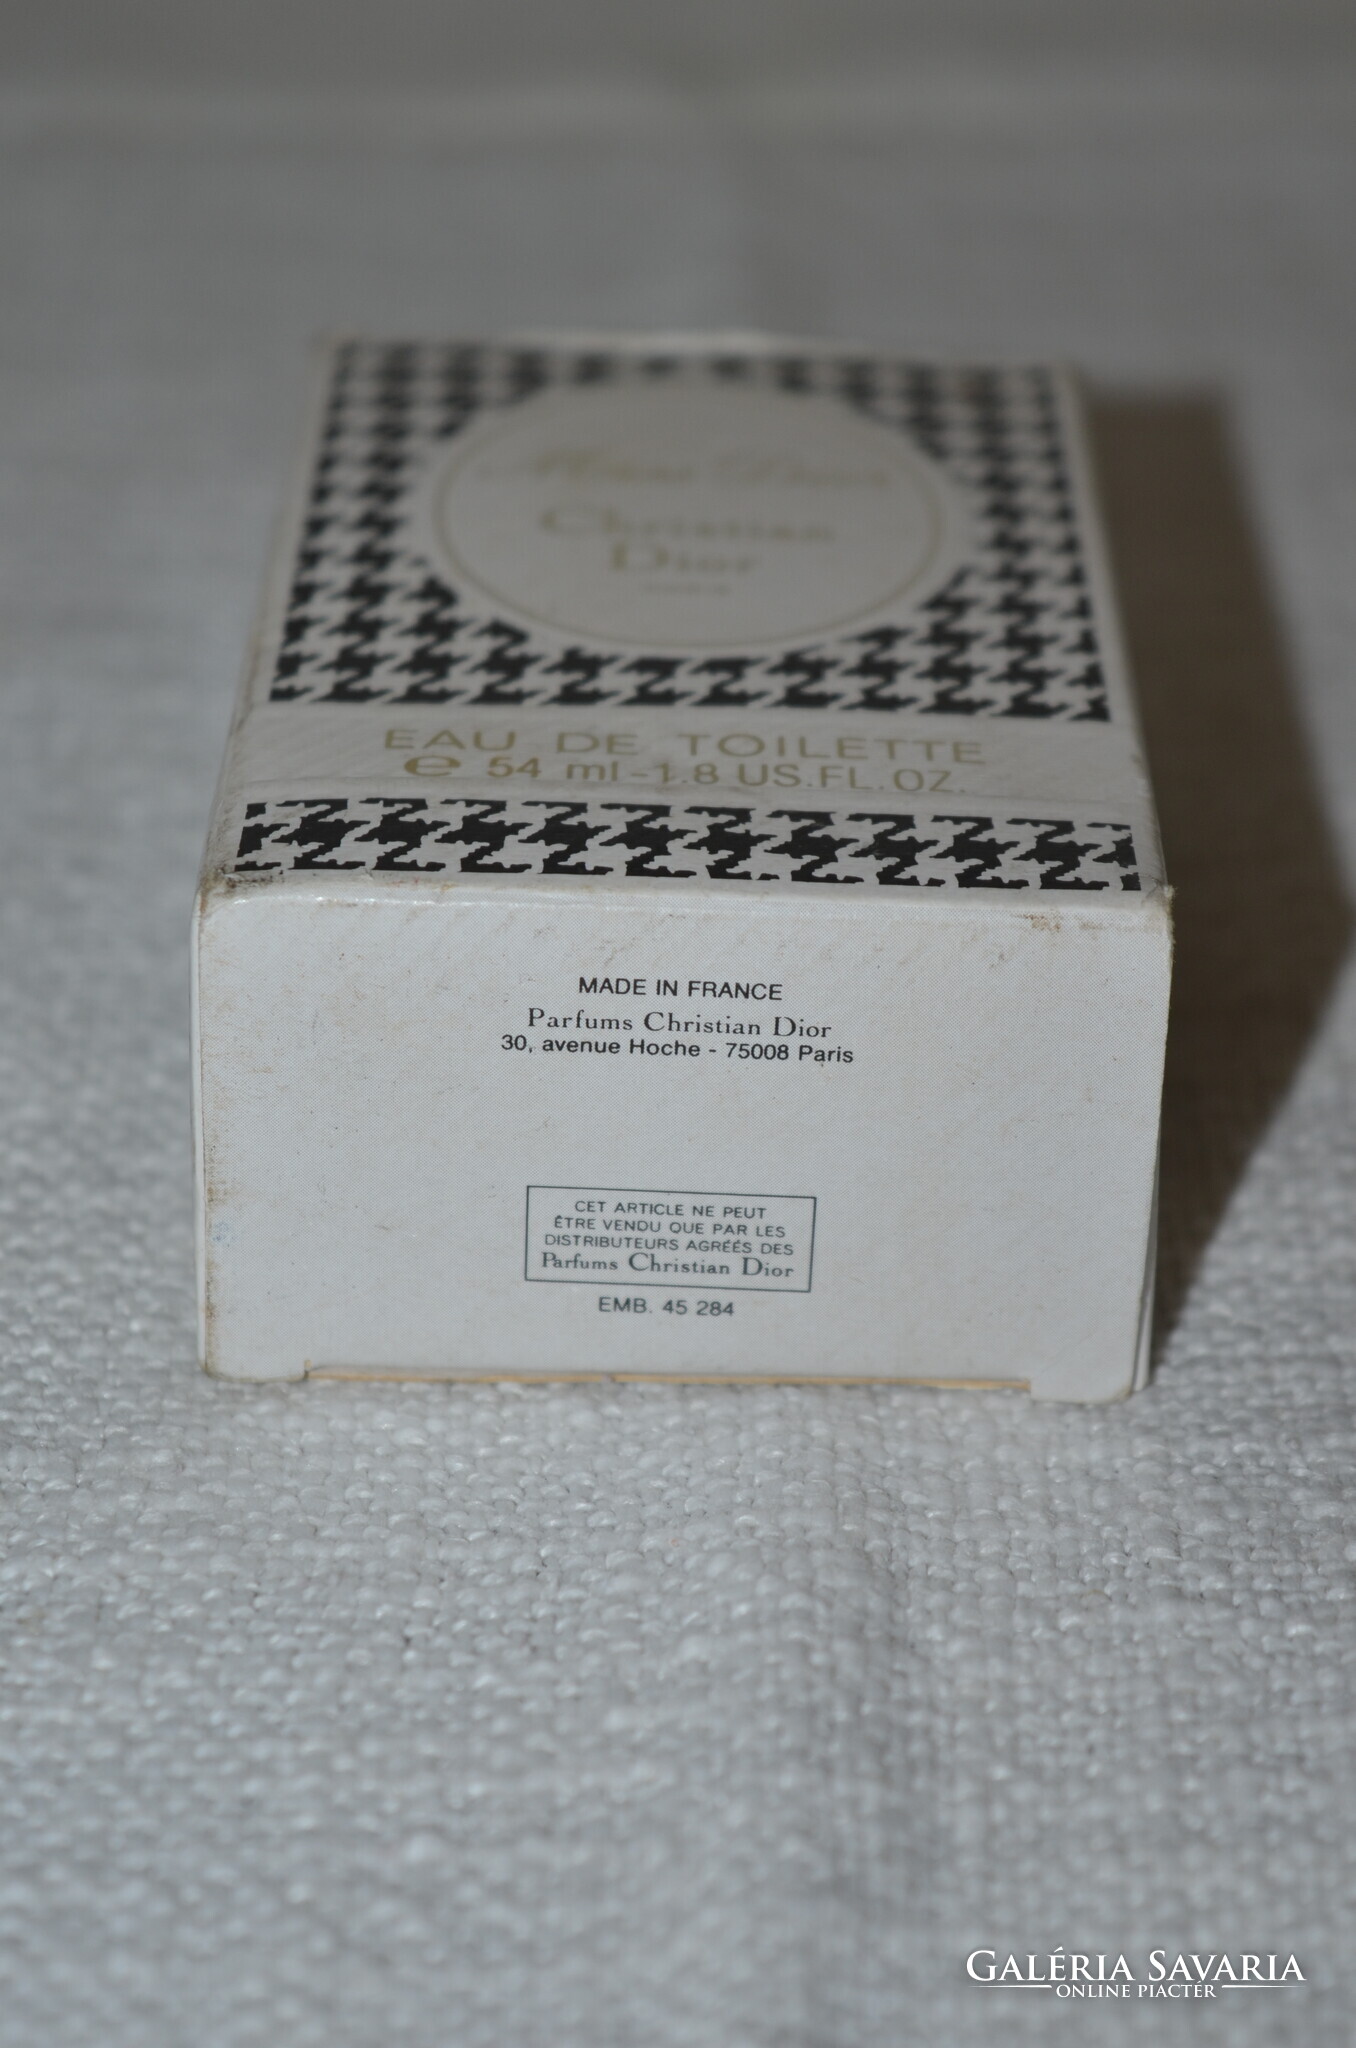 Miss Dior
Christian
Dior
EAU DE TOILETTE
e 54 ml - 1.8 US.FL.OZ.
MADE IN FRANCE
Parfums Christian Dior
30, avenue Hoche - 75008 Paris
CET ARTICLE NE PEUT
ÊTRE VENDU QUE PAR LES
DISTRIBUTEURS AGRÉÉS DES
Parfums Christian Dior
EMB. 45 284
GALÉRIA SAVARIA
ONLINE PIACTÉR